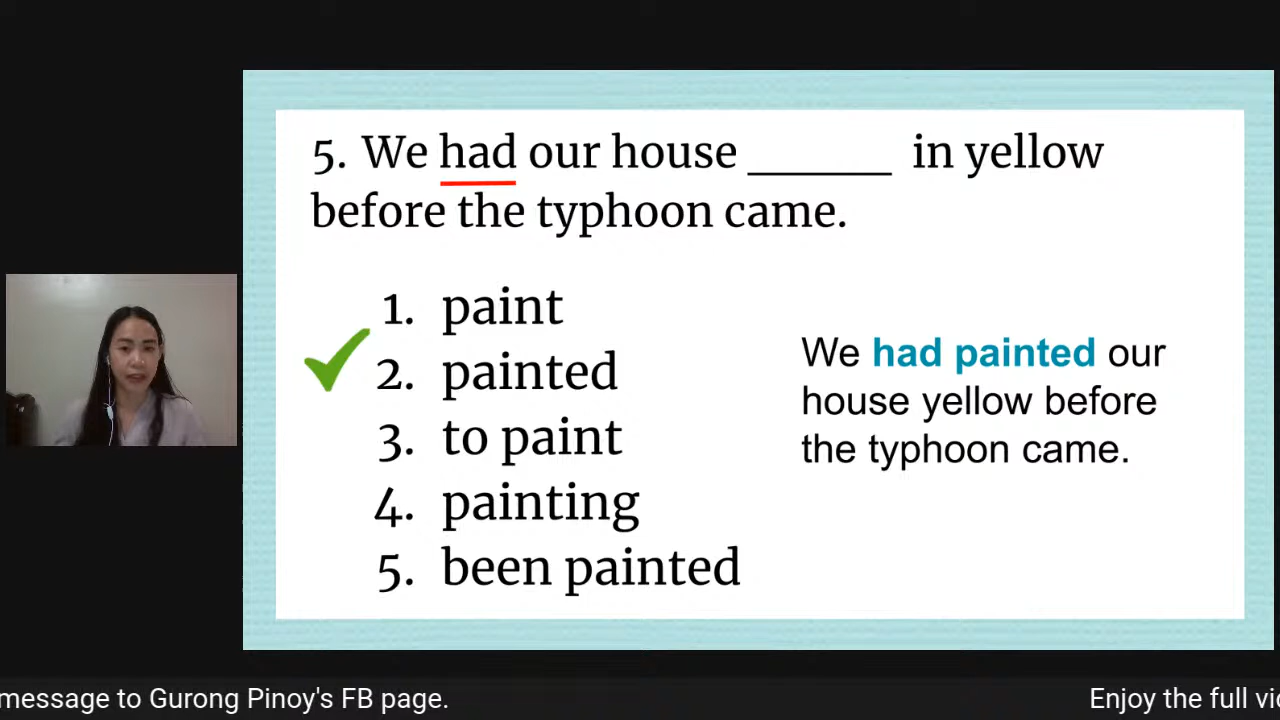 5. We had our house ______ in yellow
before the typhoon came.
1. paint
2. painted
3. to paint
4. painting
5. been painted
We had painted our
house yellow before
the typhoon came.
message to Gurong Pinoy's FB page.
Enjoy the full vi